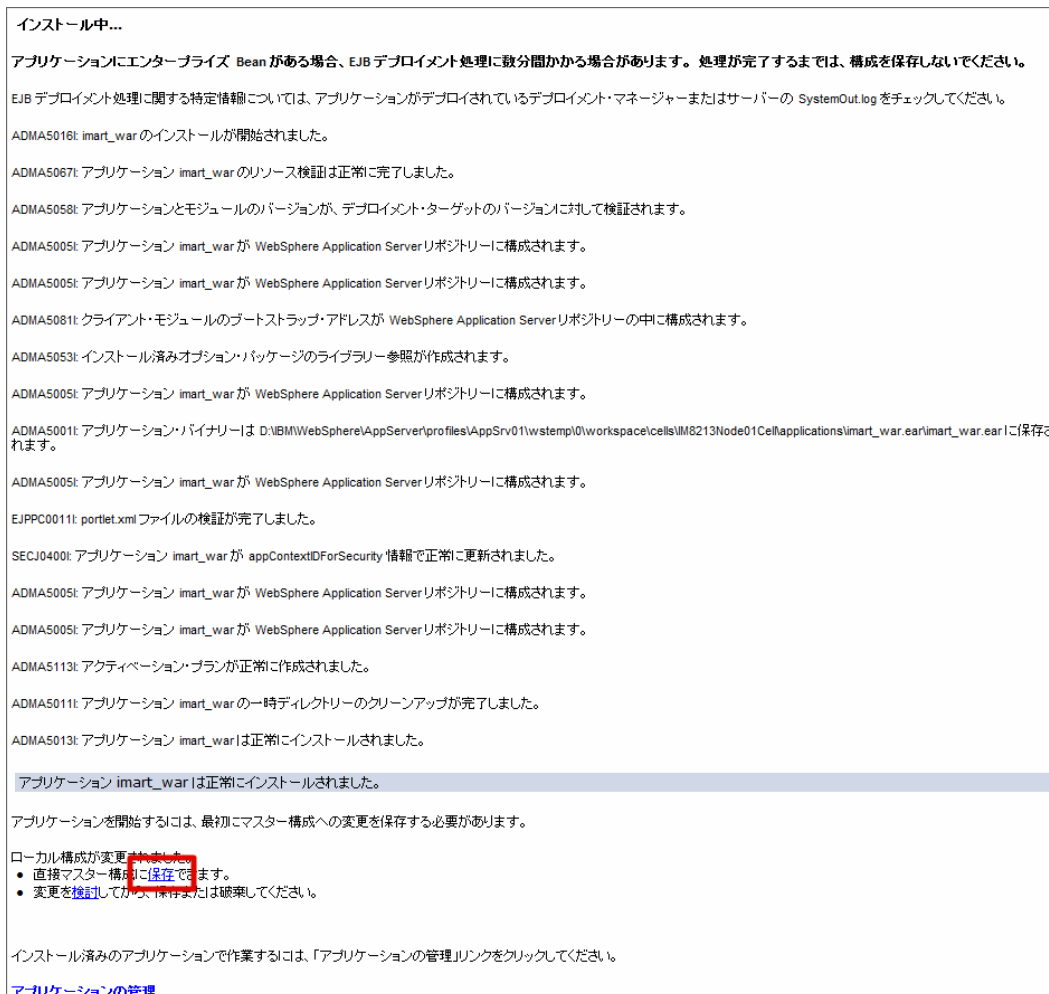 インストール中...
アプリケーションにエンタープライズ Bean がある場合、EJB デプロイメント処理に数分間かかる場合があります。 処理が完了するまでは、構成を保存しないでください。
EJB デプロイメント処理に関する特定情報については、アプリケーションがデプロイされているデプロイメント・マネージャーまたはサーバーの SystemOut.log をチェックしてください。
ADMA5016I: imart_war のインストールが開始されました。
ADMA5067I: アプリケーション imart_war のリソース検証は正常に完了しました。
ADMA5058I: アプリケーションとモジュールのバージョンが、デプロイメント・ターゲットのバージョンに対して検証されます。
ADMA5005I: アプリケーション imart_war が WebSphere Application Server リポジトリーに構成されます。
ADMA5005I: アプリケーション imart_war が WebSphere Application Server リポジトリーに構成されます。
ADMA5081I: クライアント・モジュールのブートストラップ・アドレスが WebSphere Application Server リポジトリーの中に構成されます。
ADMA5053I: インストール済みオプション・パッケージのライブラリー参照が作成されます。
ADMA5005I: アプリケーション imart_war が WebSphere Application Server リポジトリーに構成されます。
ADMA5001I: アプリケーション・バイナリーは D:\IBM\WebSphere\AppServer\profiles\AppSrv01\wstemp\0\workspace\cells\IM8213Node01Cell\applications\imart_war.ear\imart_war.ear に保存さ
れます。
ADMA5005I: アプリケーション imart_war が WebSphere Application Server リポジトリーに構成されます。
EJPPC0011I: portlet.xml ファイルの検証が完了しました。
SECJ0400I: アプリケーション imart_war が appContextIDForSecurity 情報で正常に更新されました。
ADMA5005I: アプリケーション imart_war が WebSphere Application Server リポジトリーに構成されます。
ADMA5005I: アプリケーション imart_war が WebSphere Application Server リポジトリーに構成されます。
ADMA5113I: アクティベーション・プランが正常に作成されました。
ADMA5011I: アプリケーション imart_war の一時ディレクトリーのクリーンアップが完了しました。
ADMA5013I: アプリケーション imart_war は正常にインストールされました。
アプリケーション imart_war は正常にインストールされました。
アプリケーションを開始するには、最初にマスター構成への変更を保存する必要があります。
ローカル構成が変更されました。
• 直接マスター構成に保存できます。
• 変更を検討してから、保存または破棄してください。
インストール済みのアプリケーションで作業するには、「アプリケーションの管理」リンクをクリックしてください。
アプリケーションの管理